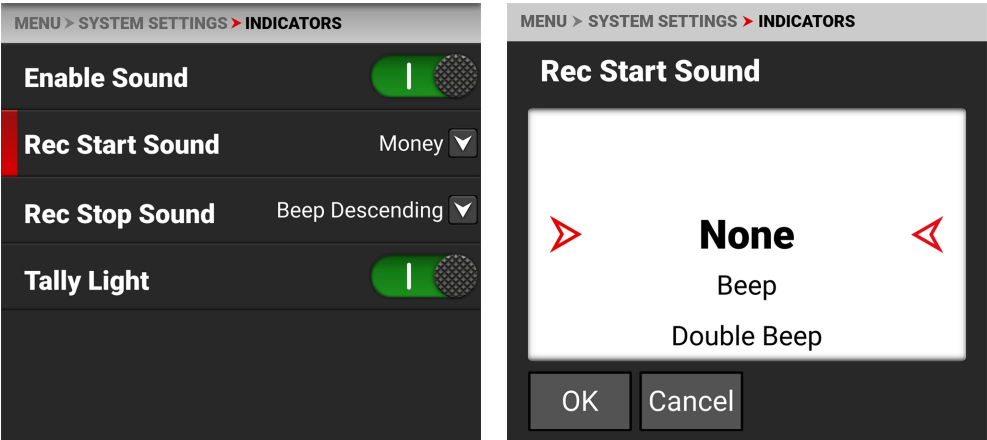 MENU > SYSTEM SETTINGS > INDICATORS
Enable Sound
Rec Start Sound Money
Rec Stop Sound Beep Descending
Tally Light
MENU > SYSTEM SETTINGS > INDICATORS
Rec Start Sound
None
Beep
Double Beep
OK Cancel